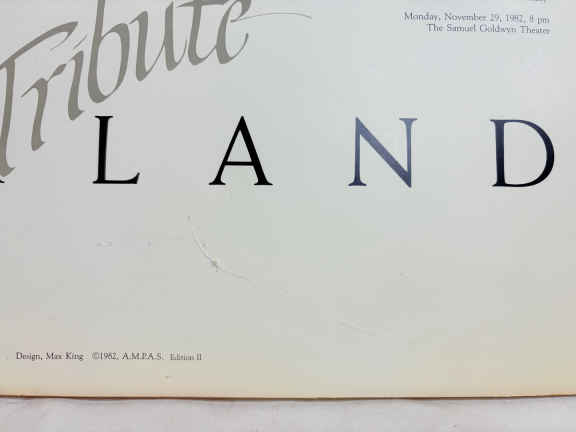 Monday, November 29, 1982, 8 pm
The Samuel Goldwyn Theater
Tribute
LAND
Design, Max King ©1982, A.M.P.A.S. Edition II